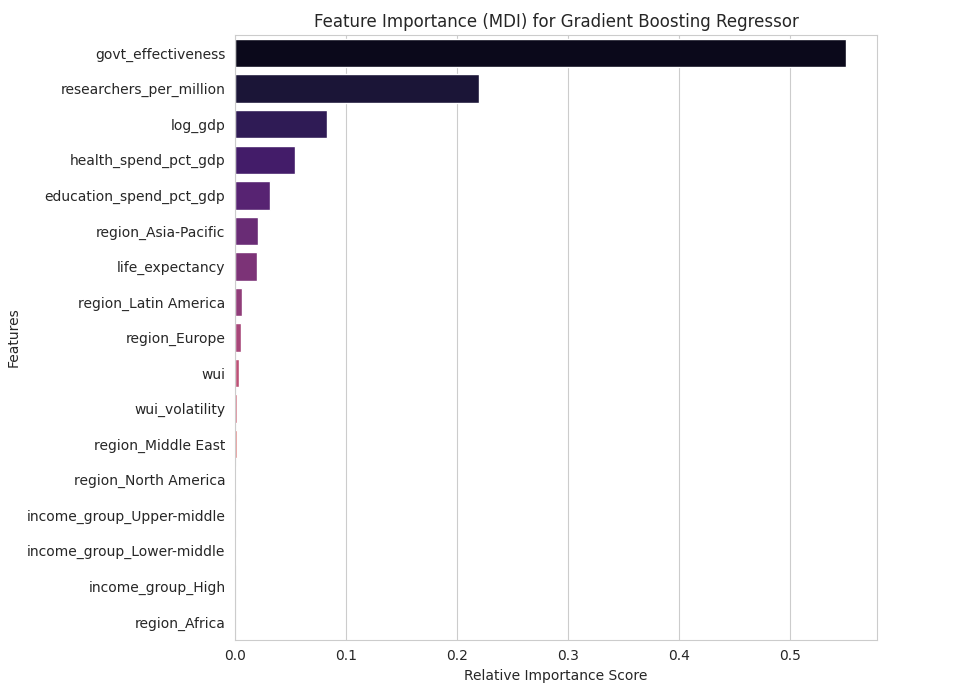 Feature Importance (MDI) for Gradient Boosting Regressor
Features
govt_effectiveness
researchers_per_million
log_gdp
health_spend_pct_gdp
education_spend_pct_gdp
region_Asia-Pacific
life_expectancy
region_Latin America
region_Europe
wui
wui_volatility
region_Middle East
region_North America
income_group_Upper-middle
income_group_Lower-middle
income_group_High
region_Africa
0.0 0.1 0.2 0.3 0.4 0.5
Relative Importance Score